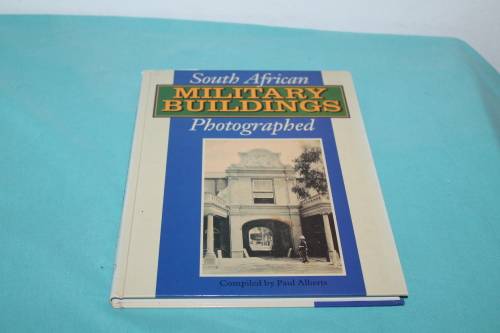 South African
MILITARY
BUILDINGS
Photographed
Compiled by Paul Alberts